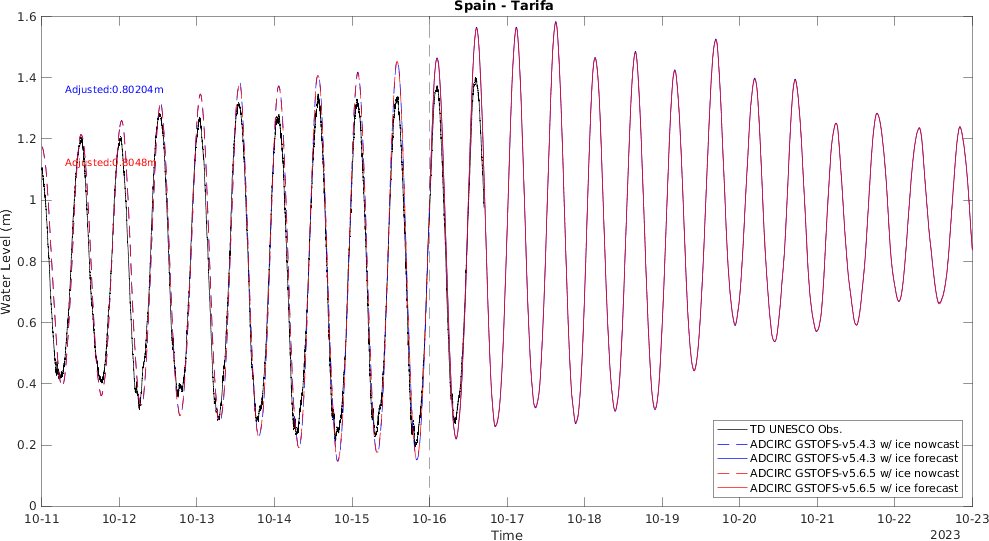 Spain - Tarifa
1.6
1.4
1.2
1
0.8
0.6
0.4
0.2
0
Water Level (m)
Adjusted:0.80204m
Adjusted:0.8048m
TD UNESCO Obs.
ADCIRC GSTOFS-v5.4.3 w/ ice nowcast
ADCIRC GSTOFS-v5.4.3 w/ ice forecast
ADCIRC GSTOFS-v5.6.5 w/ ice nowcast
ADCIRC GSTOFS-v5.6.5 w/ ice forecast
10-11 10-12 10-13 10-14 10-15 10-16 10-17 10-18 10-19 10-20 10-21 10-22 10-23
Time
2023